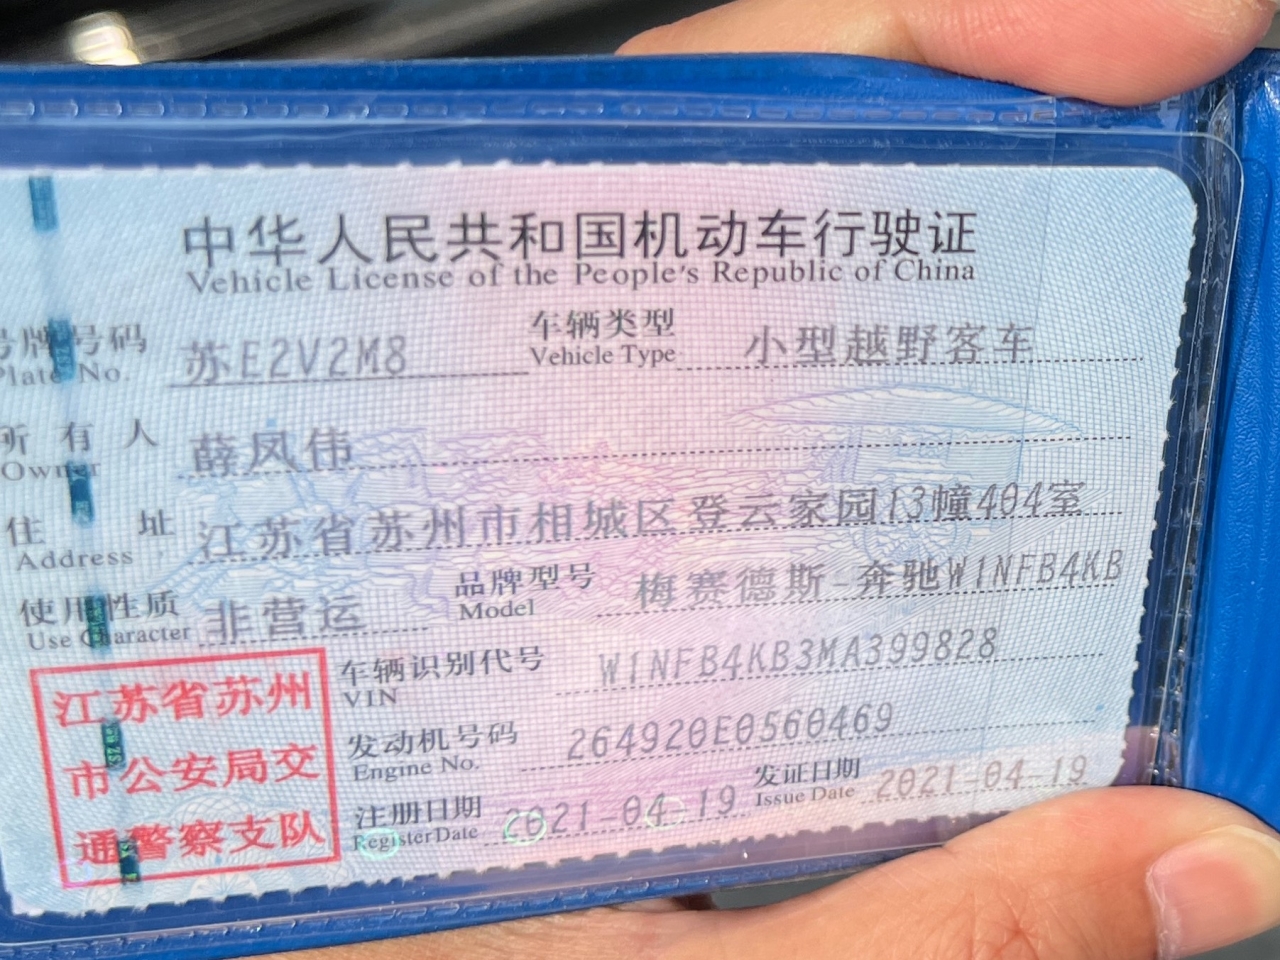 中华人民共和国机动车行驶证
Vehicle License of the People's Republic of China
号牌号码 苏E2V2M8 车辆类型 小型越野客车
Plate No. Vehicle Type
所有人 薛凤伟
Owner
住址 江苏省苏州市相城区登云家园13幢404室
Address
使用性质 非营运 品牌型号 梅赛德斯-奔驰W1NFB4KB
Use Character Model
车辆识别代号 W1NFB4KB3MA399828
VIN
发动机号码 264920E0560469
Engine No.
注册日期 2021-04-19 发证日期 2021-04-19
Register Date Issue Date
江苏省苏州
市公安局交
通警察支队